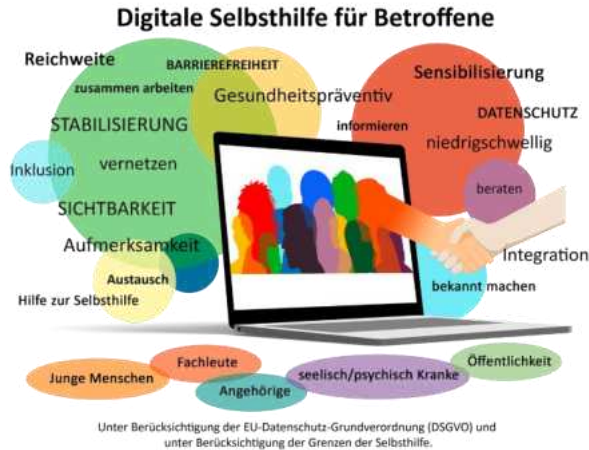 Digitale Selbsthilfe für Betroffene
Reichweite
BARRIEREFREIHEIT
zusammen arbeiten
Gesundheitspräventiv
Sensibilisierung
STABILISIERUNG
informieren
DATENSCHUTZ
niedrigschwellig
Inklusion
vernetzen
beraten
SICHTBARKEIT
Aufmerksamkeit
Integration
Austausch
bekannt machen
Hilfe zur Selbsthilfe
Junge Menschen
Fachleute
Angehörige
seelisch/psychisch Kranke
Öffentlichkeit
Unter Berücksichtigung der EU-Datenschutz-Grundverordnung (DSGVO) und
unter Berücksichtigung der Grenzen der Selbsthilfe.